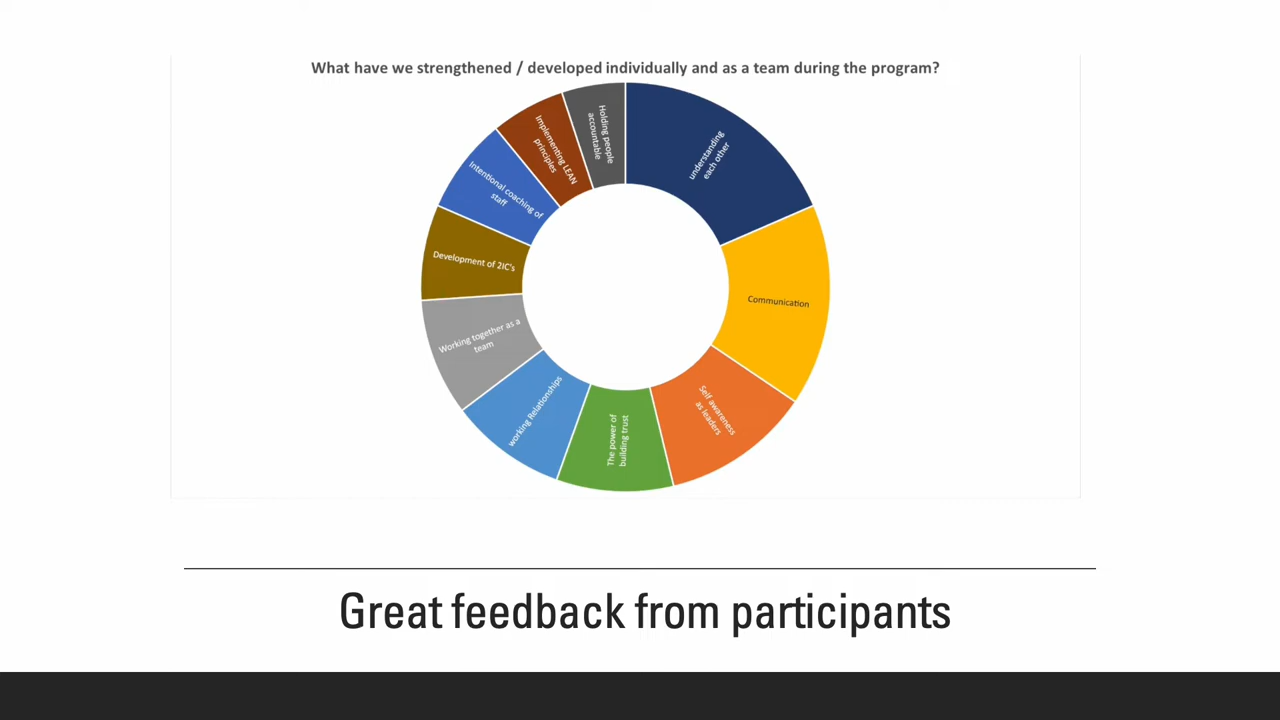 What have we strengthened / developed individually and as a team during the program?
understanding
each other
Communication
Self awareness
as leaders
The power of
building trust
working Relationships
Working together as a
team
Development of 2IC's
Intentional coaching of
staff
Implementing LEAN
principles
Holding people
accountable
Great feedback from participants